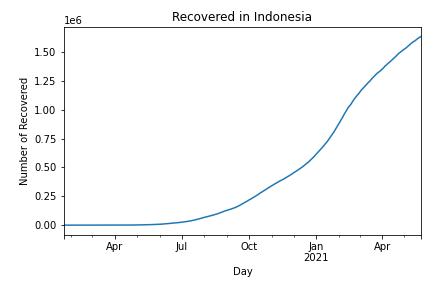 Recovered in Indonesia
1e6
1.50
1.25
1.00
0.75
0.50
0.25
0.00
Number of Recovered
Apr
Jul
Oct
Jan
2021
Apr
Day